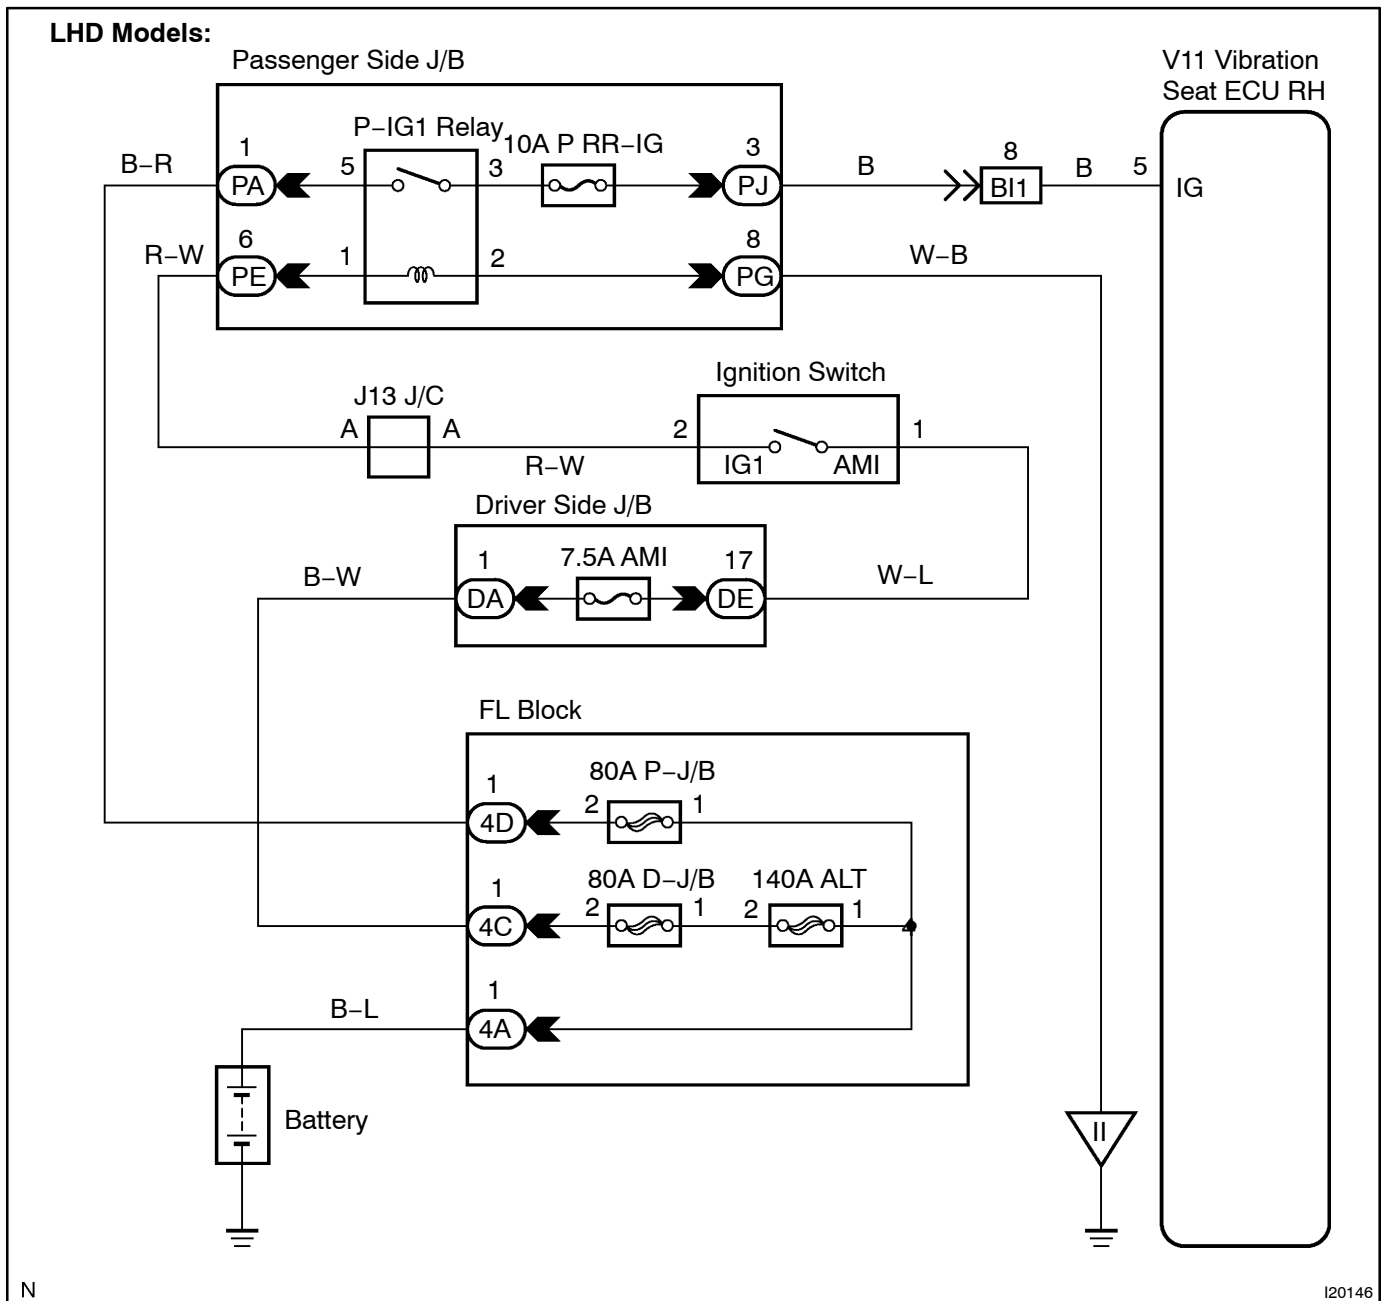 LHD Models:
Passenger Side J/B
V11 Vibration
Seat ECU RH
P−IG1 Relay
10A P RR−IG
B−R
1
PA
5
3
3
PJ
B
8
BI1
B
5
IG
R−W
6
PE
1
2
8
PG
W−B
Ignition Switch
J13 J/C
A
A
R−W
2
1
IG1
AMI
Driver Side J/B
B−W
1
DA
7.5A AMI
17
DE
W−L
FL Block
80A P−J/B
1
4D
2
1
80A D−J/B
140A ALT
1
4C
2
1
2
1
B−L
1
4A
Battery
II
N
I20146